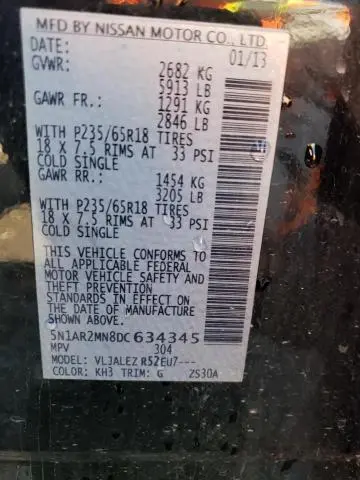 MFD BY NISSAN MOTOR CO., LTD.
DATE: 01/13
GVWR: 2682 KG
5913 LB
GAWR FR.: 1291 KG
2846 LB
WITH P235/65R18 TIRES
18 X 7.5 RIMS AT 33 PSI
COLD SINGLE
GAWR RR.: 1454 KG
3205 LB
WITH P235/65R18 TIRES
18 X 7.5 RIMS AT 33 PSI
COLD SINGLE
THIS VEHICLE CONFORMS TO
ALL APPLICABLE FEDERAL
MOTOR VEHICLE SAFETY AND
THEFT PREVENTION
STANDARDS IN EFFECT ON
THE DATE OF MANUFACTURE
SHOWN ABOVE.
5N1AR2MN8DC634345
MPV 304
MODEL: VLJALEZ R52EU7---
COLOR: KH3 TRIM: G ZS30A